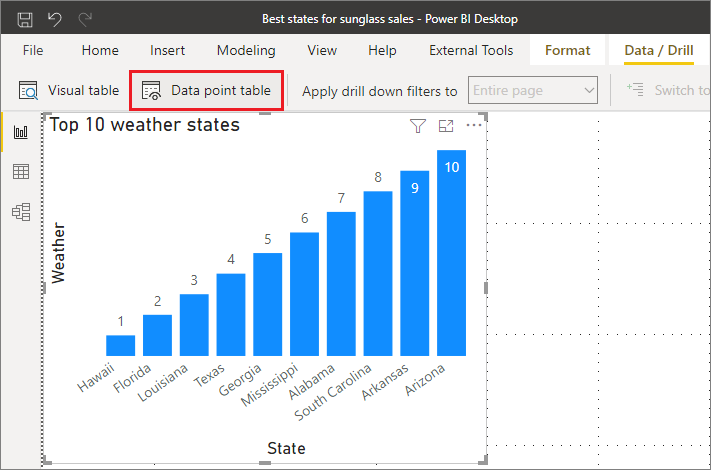 Best states for sunglass sales - Power BI Desktop
File Home Insert Modeling View Help External Tools Format Data / Drill
Visual table Data point table Apply drill down filters to Entire page Switch to
Top 10 weather states
Weather
1 2 3 4 5 6 7 8 9 10
Hawaii Florida Louisiana Texas Georgia Mississippi Alabama South Carolina Arkansas Arizona
State